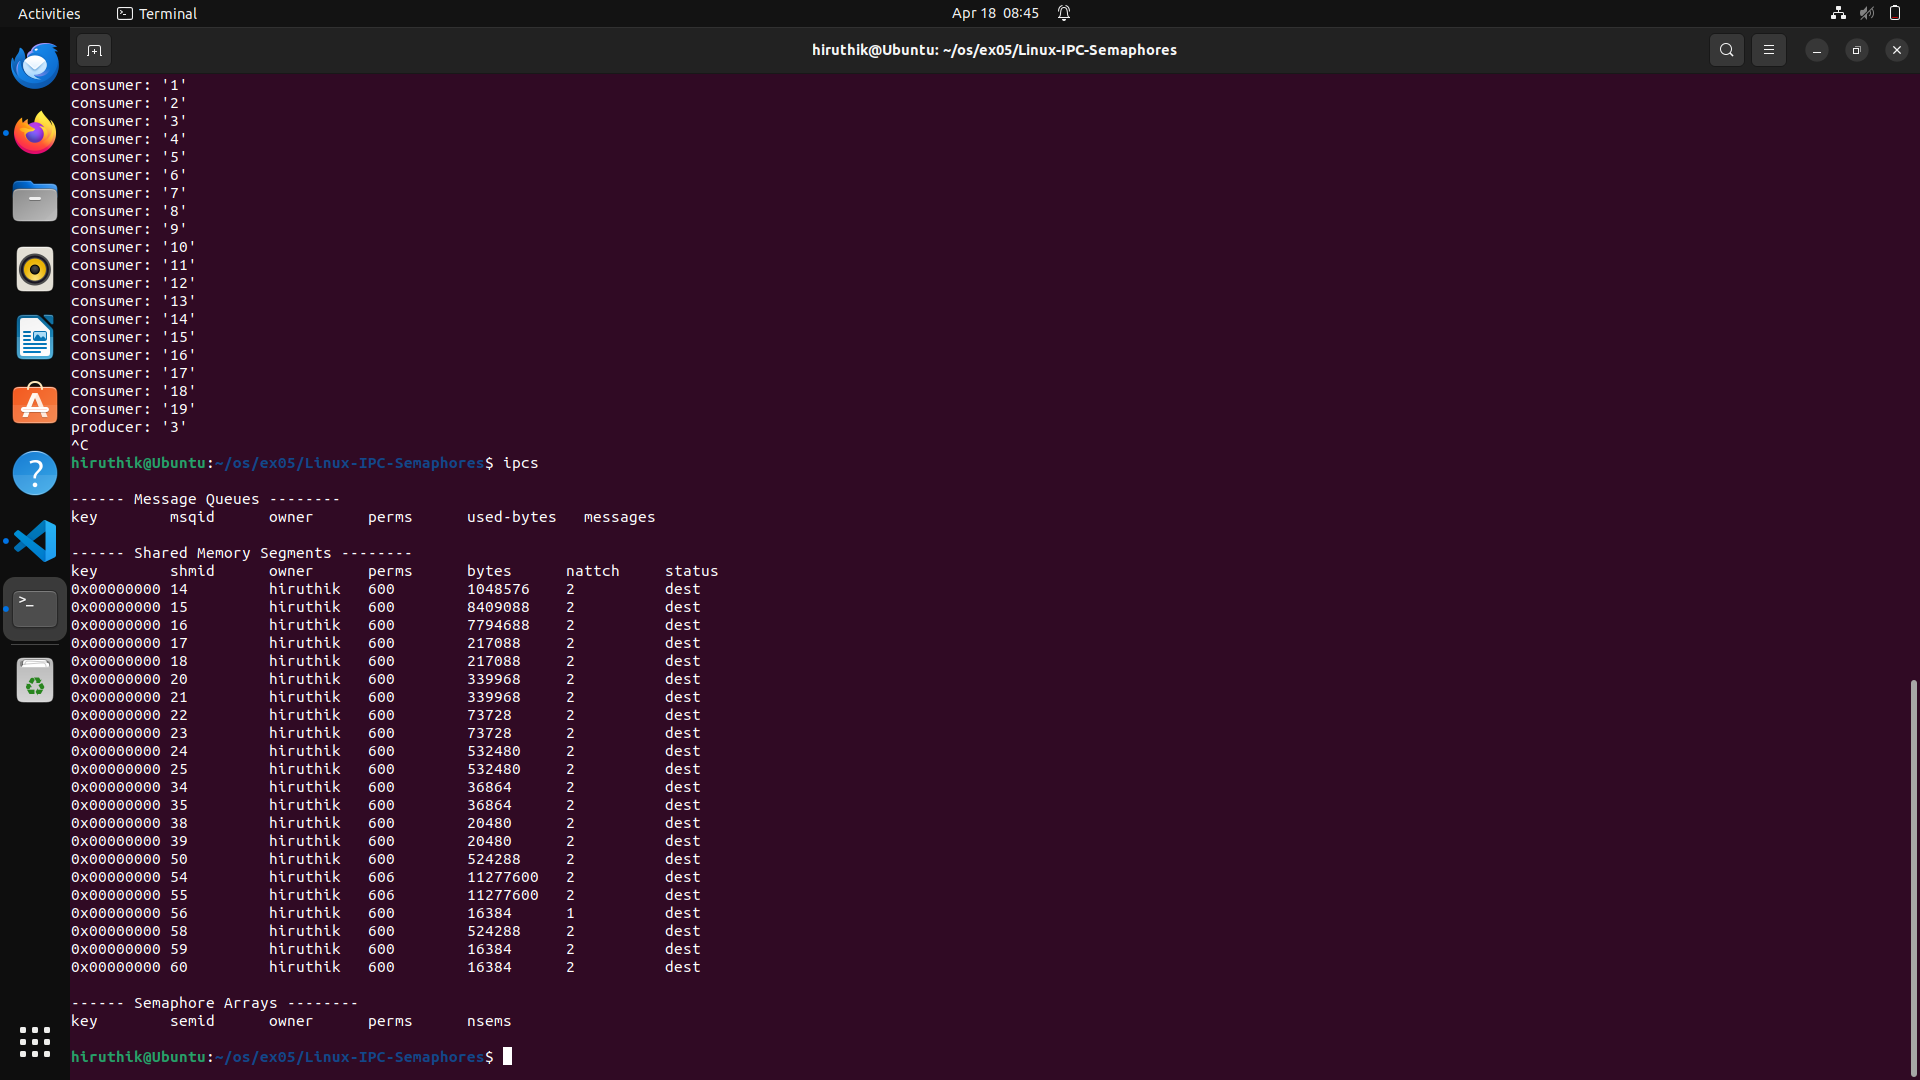 Activities
Terminal
Apr 18 08:45
hiruthik@Ubuntu: ~/os/ex05/Linux-IPC-Semaphores
consumer: '1'
consumer: '2'
consumer: '3'
consumer: '4'
consumer: '5'
consumer: '6'
consumer: '7'
consumer: '8'
consumer: '9'
consumer: '10'
consumer: '11'
consumer: '12'
consumer: '13'
consumer: '14'
consumer: '15'
consumer: '16'
consumer: '17'
consumer: '18'
consumer: '19'
producer: '3'
^C
hiruthik@Ubuntu:~/os/ex05/Linux-IPC-Semaphores$ ipcs
------ Message Queues --------
key        msqid      owner      perms      used-bytes   messages
------ Shared Memory Segments --------
key        shmid      owner      perms      bytes      nattch     status
0x00000000 14         hiruthik   600        1048576    2          dest
0x00000000 15         hiruthik   600        8409088    2          dest
0x00000000 16         hiruthik   600        7794688    2          dest
0x00000000 17         hiruthik   600        217088     2          dest
0x00000000 18         hiruthik   600        217088     2          dest
0x00000000 20         hiruthik   600        339968     2          dest
0x00000000 21         hiruthik   600        339968     2          dest
0x00000000 22         hiruthik   600        73728      2          dest
0x00000000 23         hiruthik   600        73728      2          dest
0x00000000 24         hiruthik   600        532480     2          dest
0x00000000 25         hiruthik   600        532480     2          dest
0x00000000 34         hiruthik   600        36864      2          dest
0x00000000 35         hiruthik   600        36864      2          dest
0x00000000 38         hiruthik   600        20480      2          dest
0x00000000 39         hiruthik   600        20480      2          dest
0x00000000 50         hiruthik   600        524288     2          dest
0x00000000 54         hiruthik   606        11277600   2          dest
0x00000000 55         hiruthik   606        11277600   2          dest
0x00000000 56         hiruthik   600        16384      1          dest
0x00000000 58         hiruthik   600        524288     2          dest
0x00000000 59         hiruthik   600        16384      2          dest
0x00000000 60         hiruthik   600        16384      2          dest
------ Semaphore Arrays --------
key        semid      owner      perms      nsems
hiruthik@Ubuntu:~/os/ex05/Linux-IPC-Semaphores$